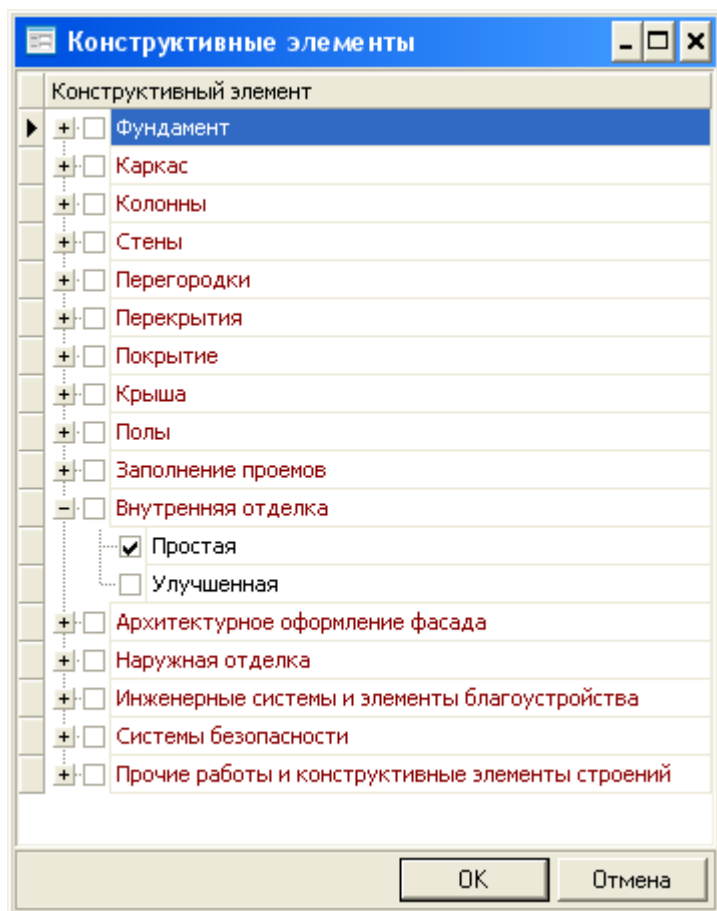 Конструктивные элементы
Конструктивный элемент
Фундамент
Каркас
Колонны
Стены
Перегородки
Перекрытия
Покрытие
Крыша
Полы
Заполнение проемов
Внутренняя отделка
Простая
Улучшенная
Архитектурное оформление фасада
Наружная отделка
Инженерные системы и элементы благоустройства
Системы безопасности
Прочие работы и конструктивные элементы строений
OK Отмена